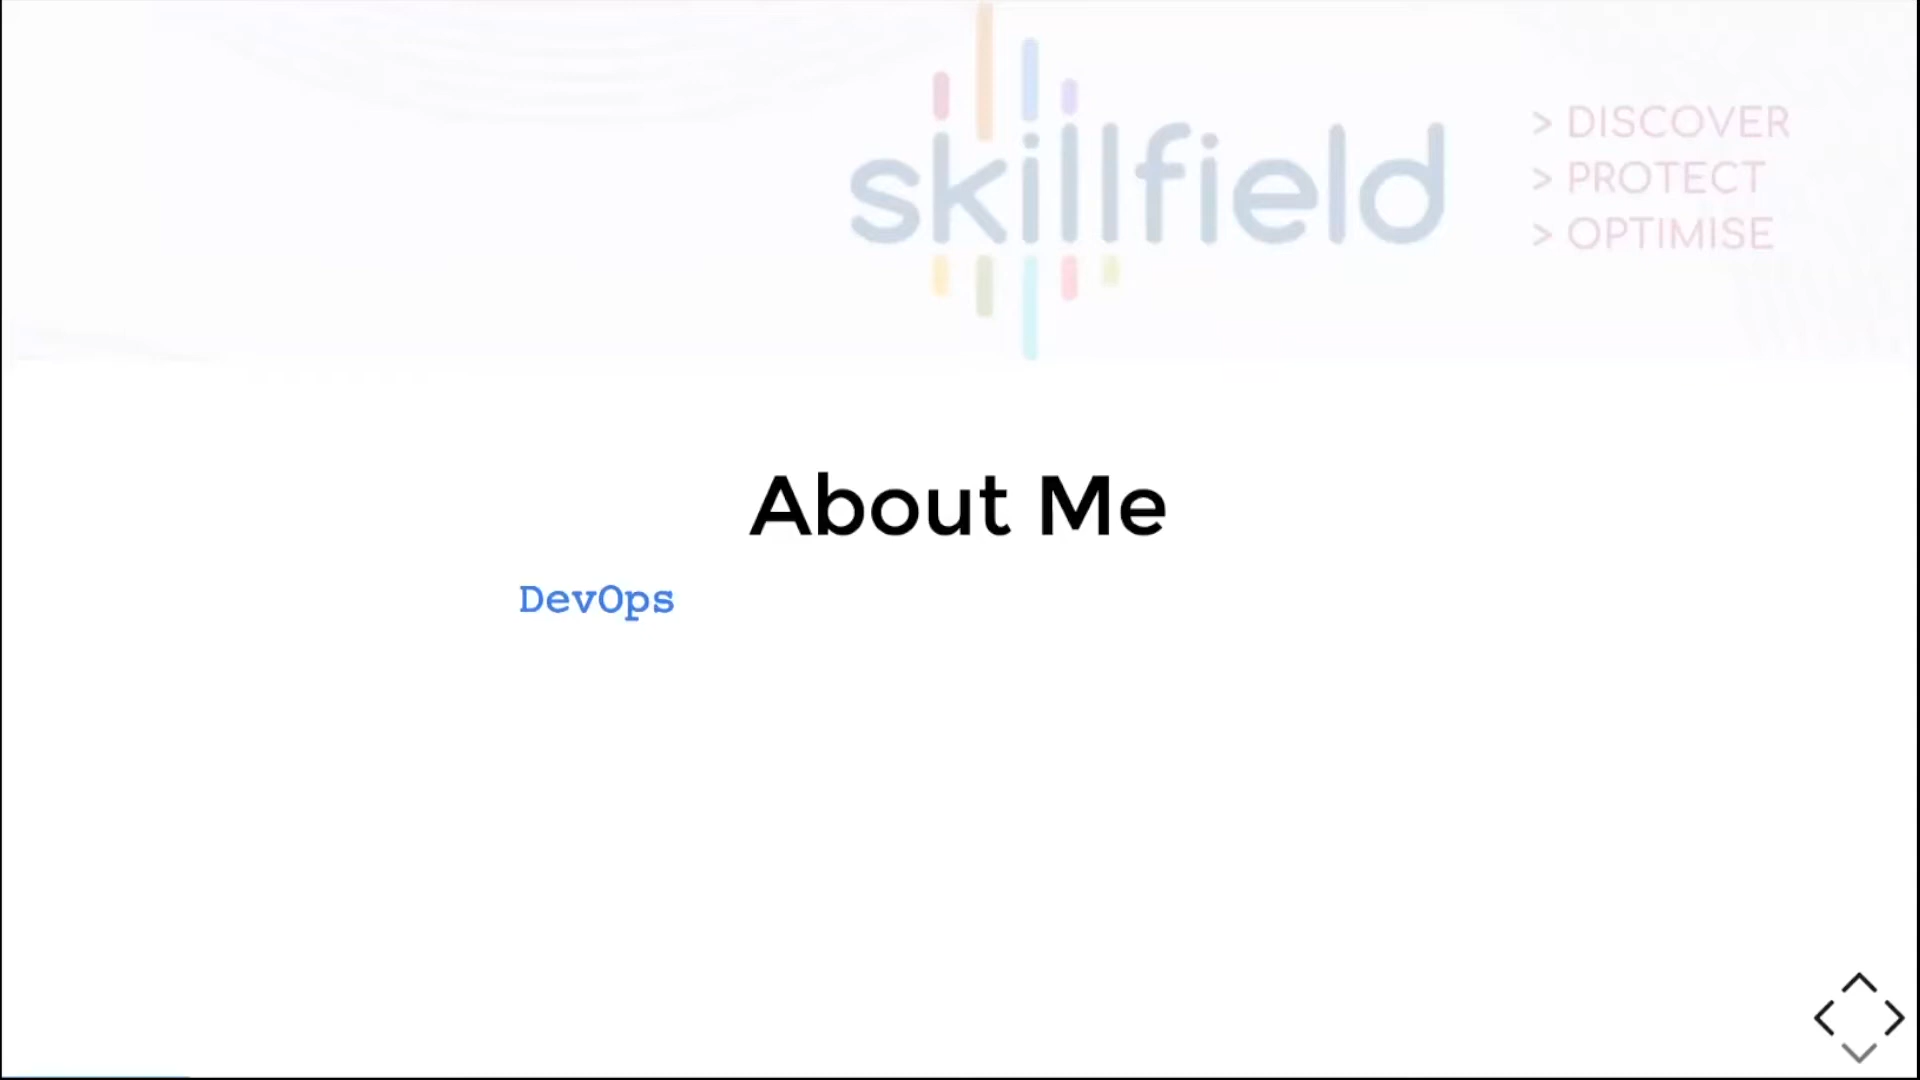 skillfield
> DISCOVER
> PROTECT
> OPTIMISE
About Me
DevOps